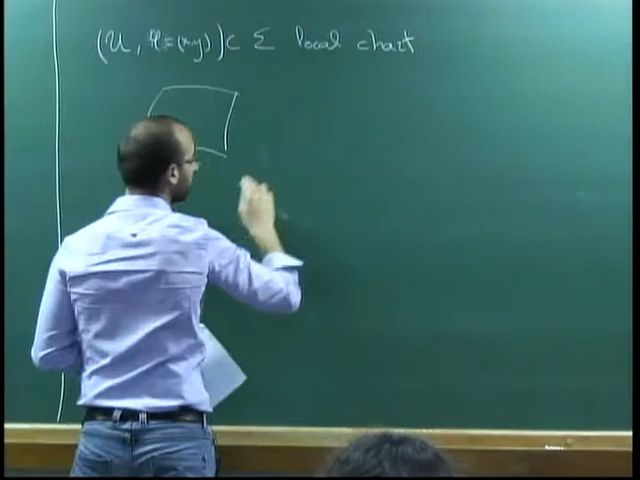 (U, φ=(x,y)) ⊂ Σ local chart